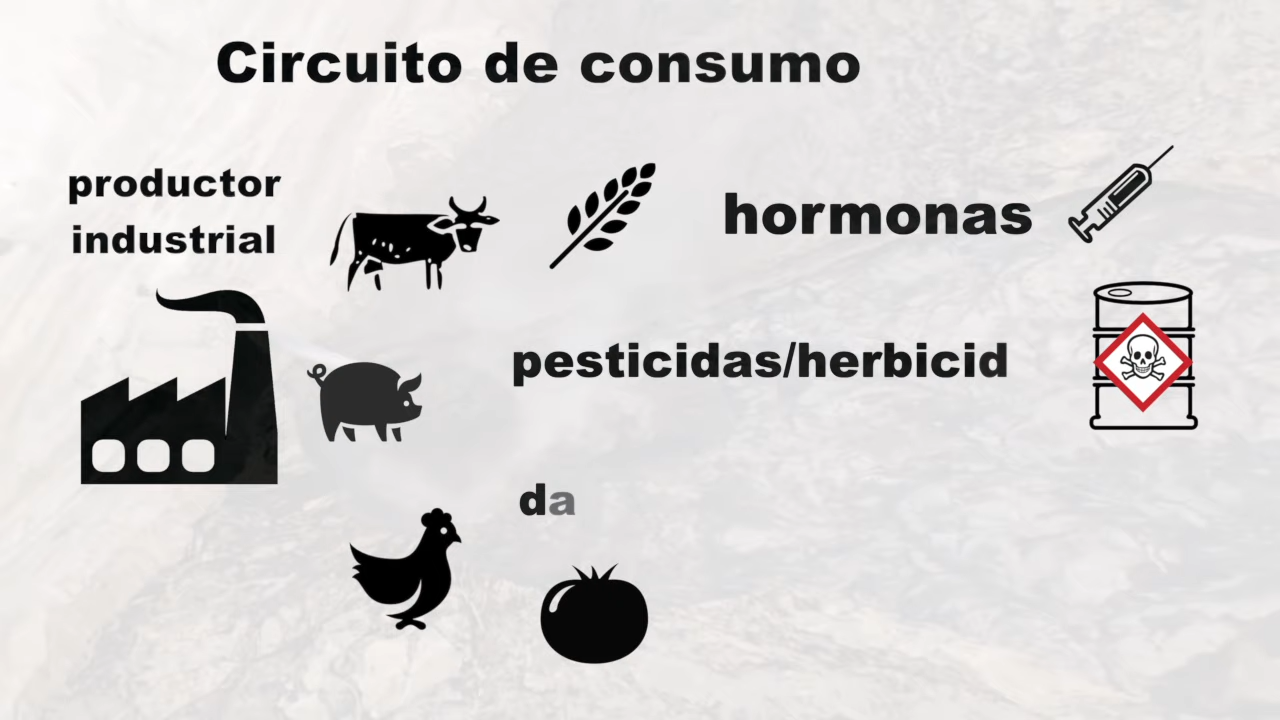 Circuito de consumo
productor
industrial
hormonas
pesticidas/herbicid
da